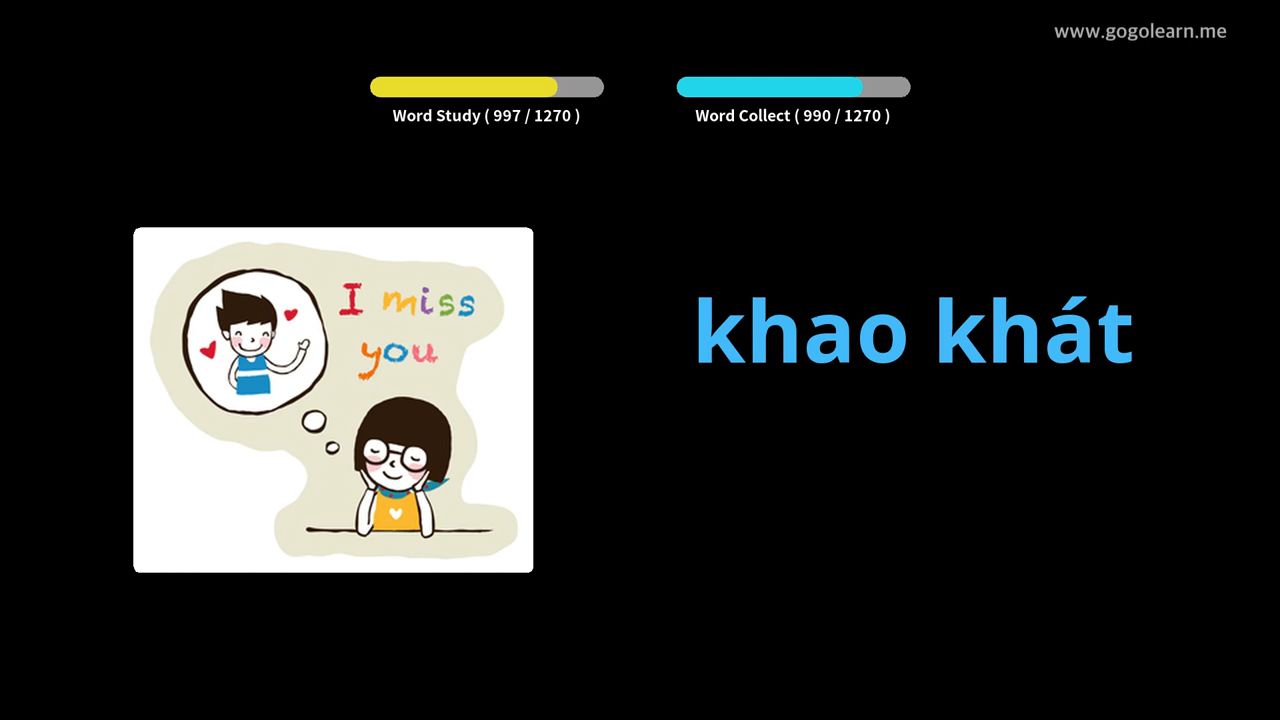 www.gogolearn.me
Word Study ( 997 / 1270 )
Word Collect ( 990 / 1270 )
I miss
you
khao khát